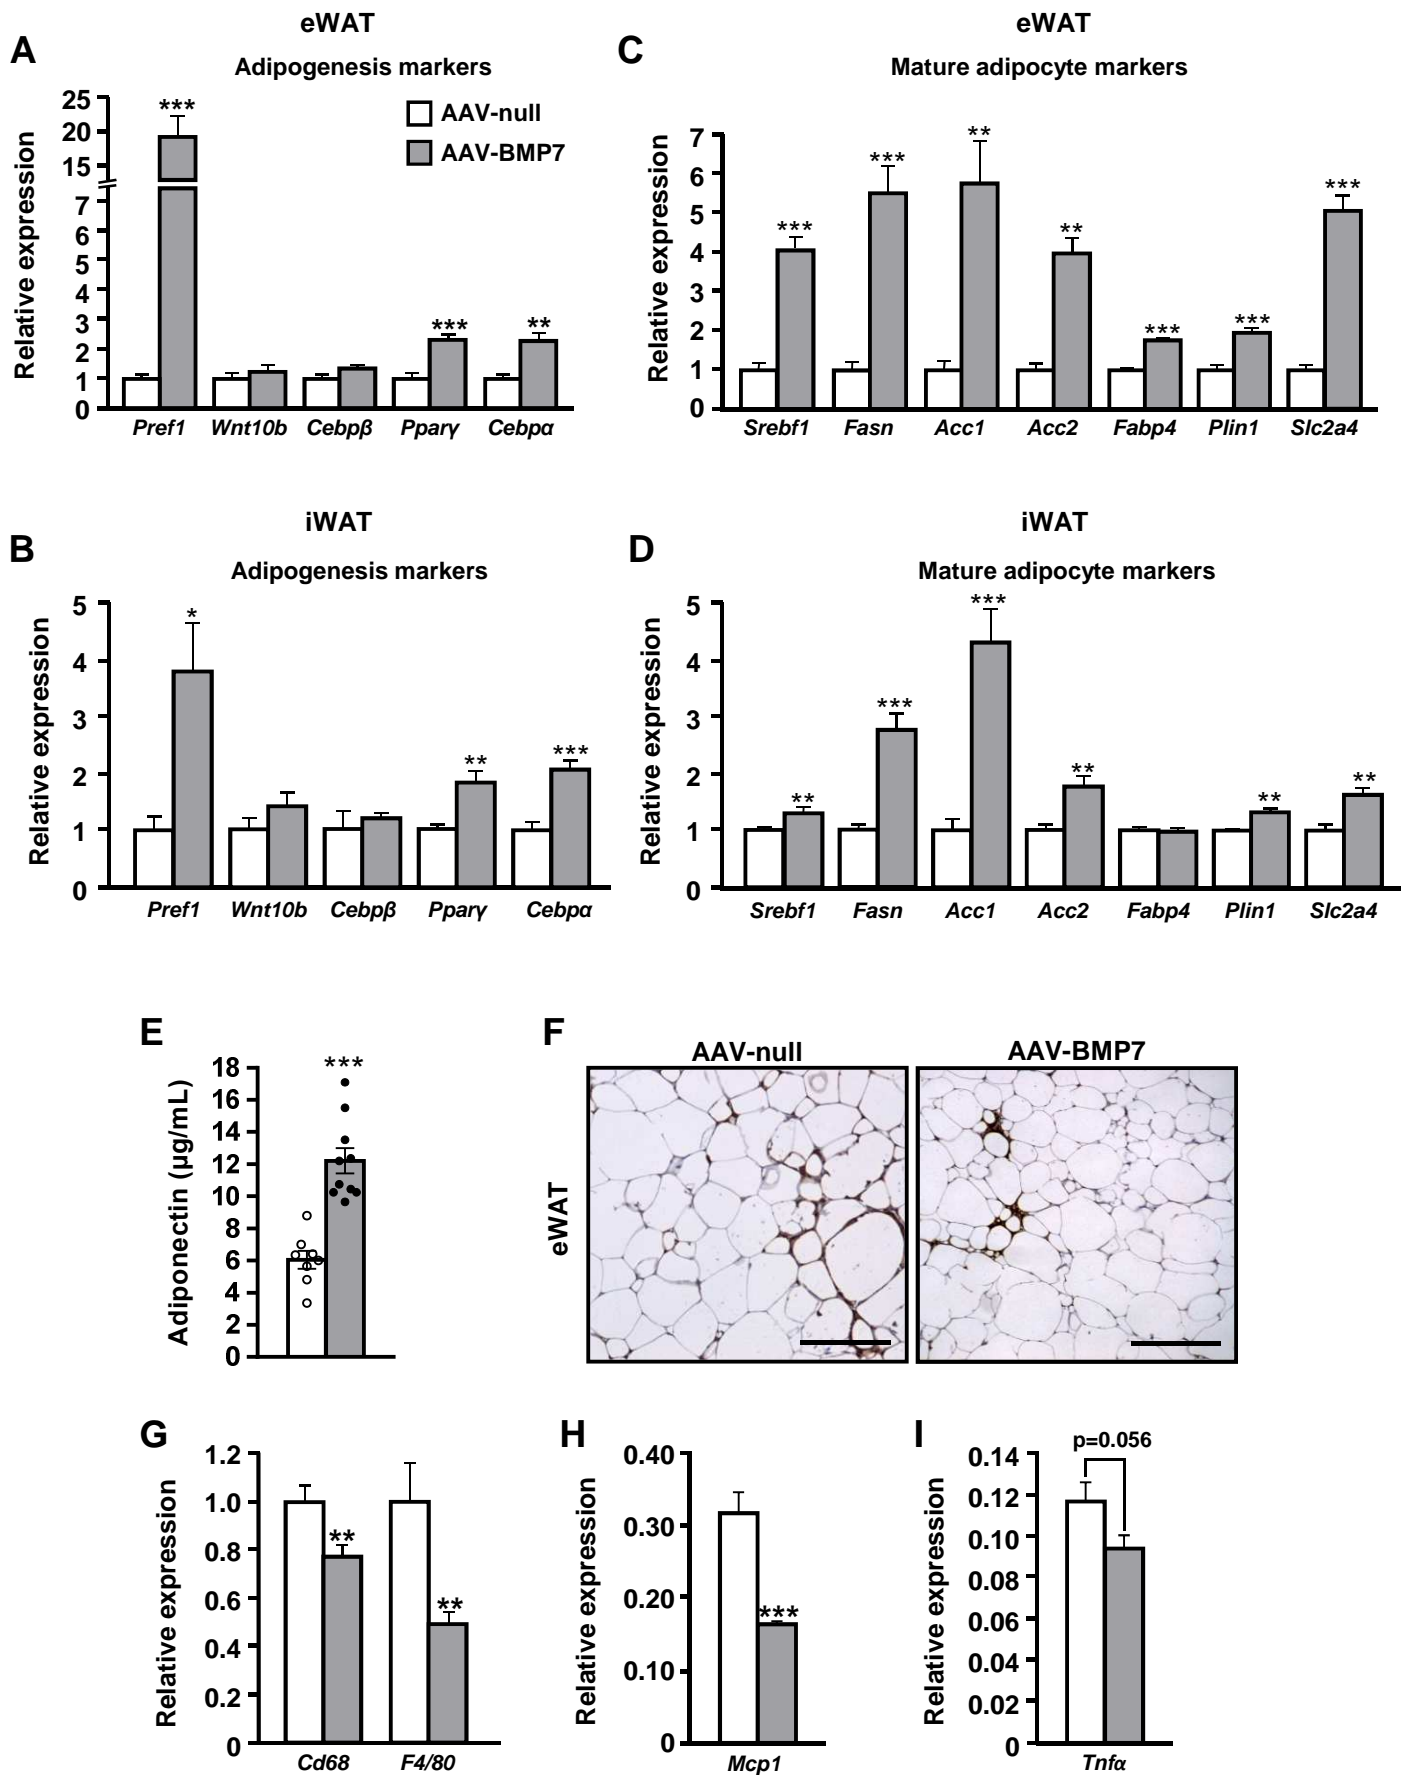 eWAT
A
Adipogenesis markers
Relative expression
25
20
15
7
6
5
4
3
2
1
0
***
***
**
AAV-null
AAV-BMP7
Pref1 Wnt10b Cebpβ Pparγ Cebpα
eWAT
C
Mature adipocyte markers
Relative expression
7
6
5
4
3
2
1
0
***
***
**
**
***
***
***
Srebf1 Fasn Acc1 Acc2 Fabp4 Plin1 Slc2a4
iWAT
B
Adipogenesis markers
Relative expression
5
4
3
2
1
0
*
**
***
Pref1 Wnt10b Cebpβ Pparγ Cebpα
iWAT
D
Mature adipocyte markers
Relative expression
5
4
3
2
1
0
**
***
***
**
**
**
Srebf1 Fasn Acc1 Acc2 Fabp4 Plin1 Slc2a4
E
Adiponectin (µg/mL)
18
16
14
12
10
8
6
4
2
0
***
F
AAV-null AAV-BMP7
eWAT
G
Relative expression
1.2
1.0
0.8
0.6
0.4
0.2
0
**
**
Cd68 F4/80
H
Relative expression
0.40
0.30
0.20
0.10
0
***
Mcp1
I
Relative expression
0.14
0.12
0.10
0.08
0.06
0.04
0.02
0
p=0.056
Tnfα